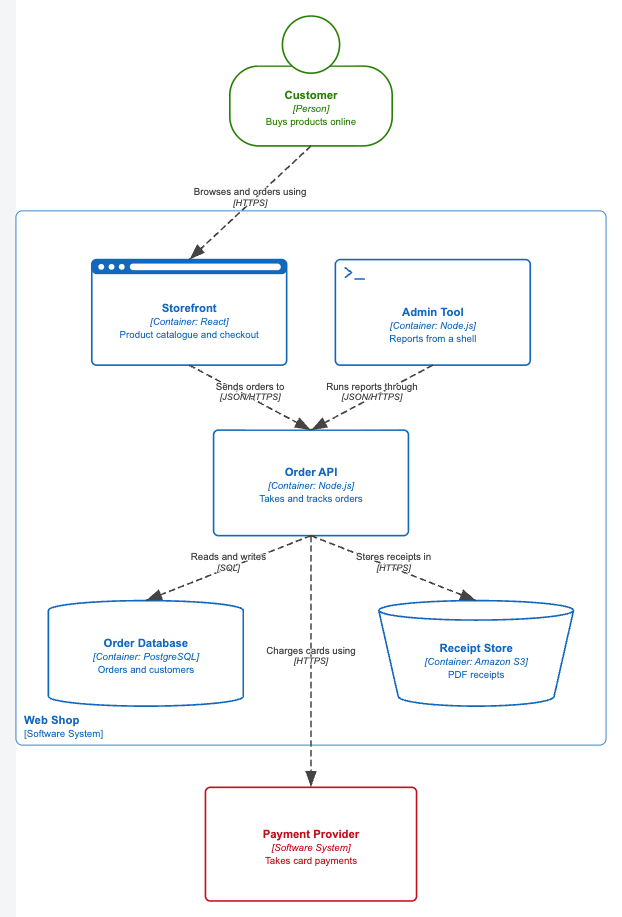 Customer
[Person]
Buys products online
Browses and orders using
[HTTPS]
Storefront
[Container: React]
Product catalogue and checkout
>_
Admin Tool
[Container: Node.js]
Reports from a shell
Sends orders to
[JSON/HTTPS]
Runs reports through
[JSON/HTTPS]
Order API
[Container: Node.js]
Takes and tracks orders
Reads and writes
[SQL]
Stores receipts in
[HTTPS]
Charges cards using
[HTTPS]
Order Database
[Container: PostgreSQL]
Orders and customers
Receipt Store
[Container: Amazon S3]
PDF receipts
Web Shop
[Software System]
Payment Provider
[Software System]
Takes card payments